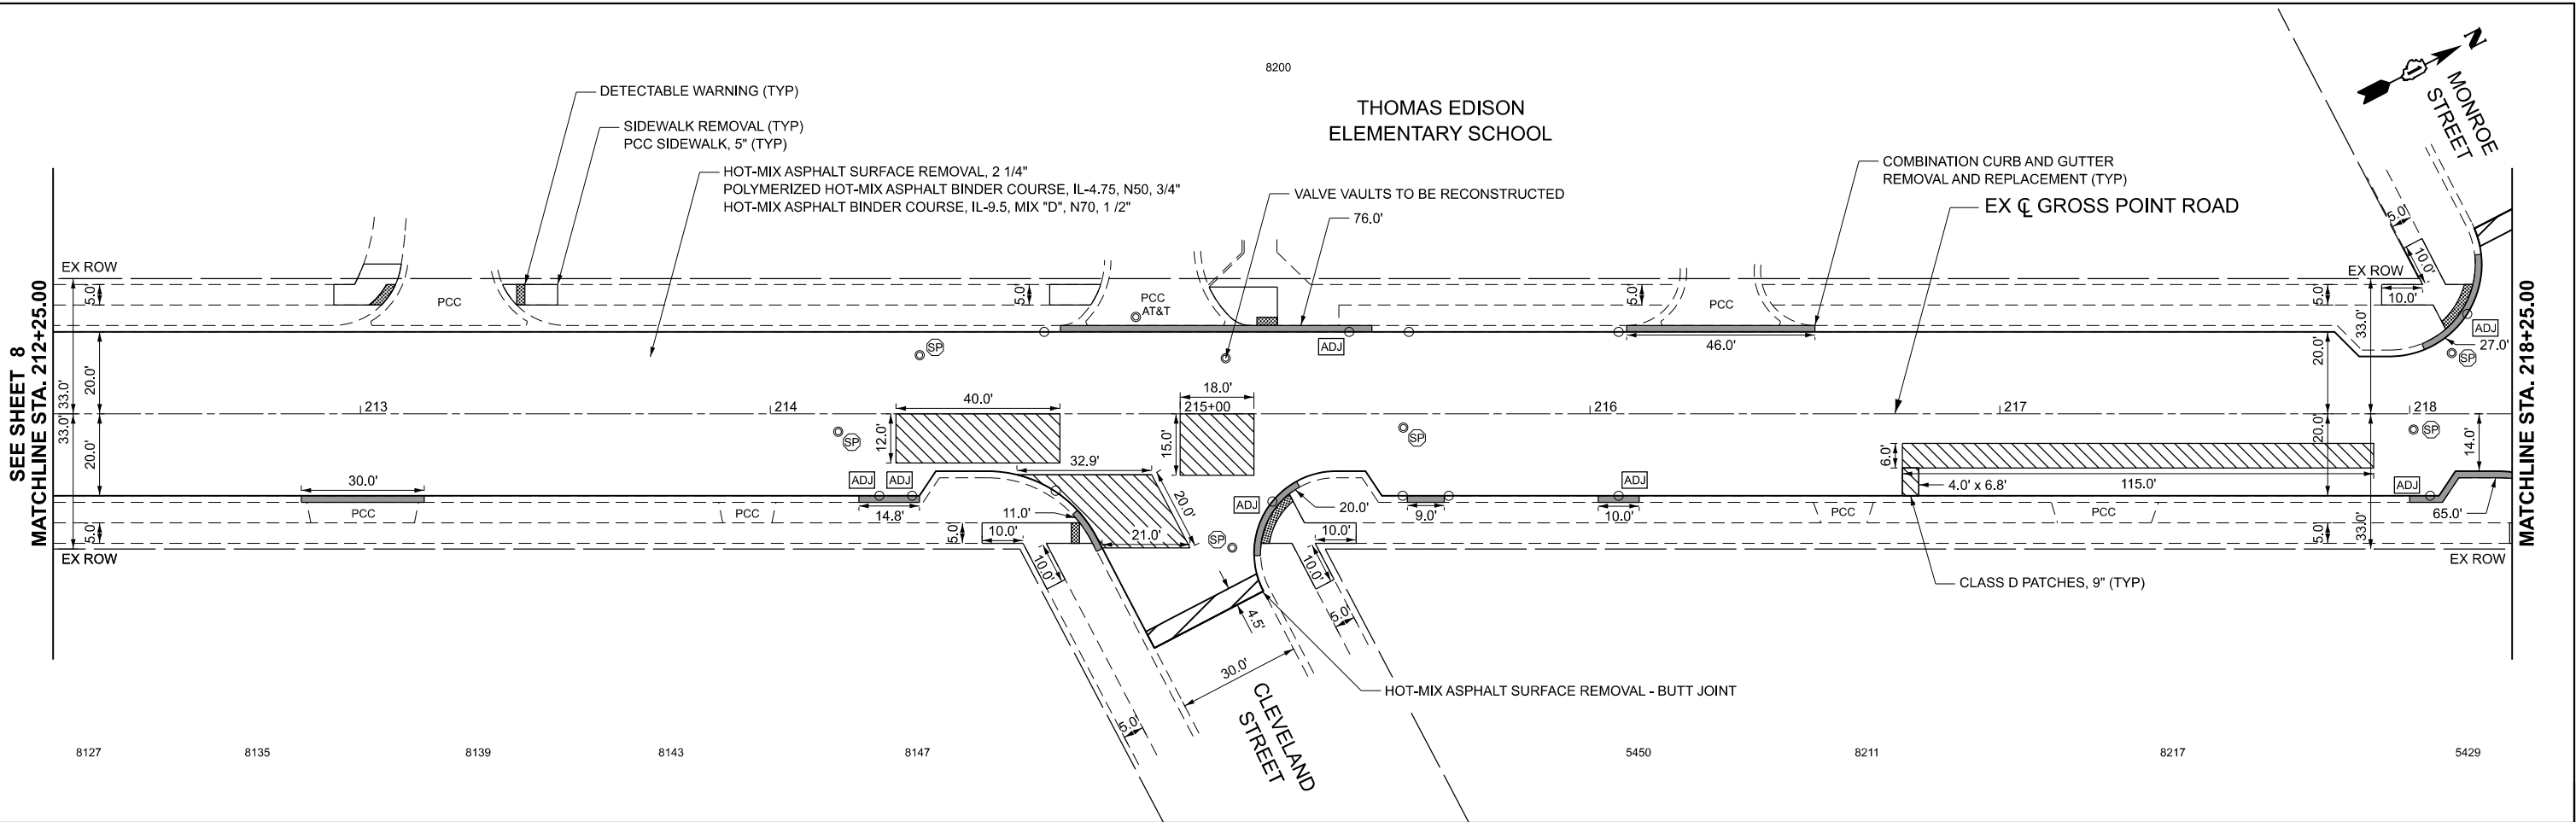 8200
THOMAS EDISON
ELEMENTARY SCHOOL
N
MONROE
STREET
DETECTABLE WARNING (TYP)
SIDEWALK REMOVAL (TYP)
PCC SIDEWALK, 5" (TYP)
HOT-MIX ASPHALT SURFACE REMOVAL, 2 1/4"
POLYMERIZED HOT-MIX ASPHALT BINDER COURSE, IL-4.75, N50, 3/4"
HOT-MIX ASPHALT BINDER COURSE, IL-9.5, MIX "D", N70, 1 /2"
VALVE VAULTS TO BE RECONSTRUCTED
76.0'
COMBINATION CURB AND GUTTER
REMOVAL AND REPLACEMENT (TYP)
EX ℄ GROSS POINT ROAD
SEE SHEET 8
MATCHLINE STA. 212+25.00
EX ROW
5.0'
33.0'
20.0'
33.0'
20.0'
5.0'
EX ROW
PCC
5.0'
PCC
AT&T
5.0'
PCC
5.0'
10.0'
EX ROW
10.0'
5.0'
33.0'
20.0'
ADJ
27.0'
SP
SP
ADJ
46.0'
213
214
215+00
216
217
218
40.0'
12.0'
18.0'
15.0'
SP
SP
SP
20.0'
14.0'
6.0'
115.0'
4.0' x 6.8'
30.0'
PCC
PCC
ADJ
ADJ
14.8'
32.9'
20.0'
21.0'
11.0'
10.0'
5.0'
10.0'
SP
ADJ
20.0'
10.0'
10.0'
5.0'
9.0'
ADJ
10.0'
PCC
PCC
ADJ
65.0'
5.0'
33.0'
EX ROW
MATCHLINE STA. 218+25.00
CLASS D PATCHES, 9" (TYP)
4.5'
30.0'
5.0'
HOT-MIX ASPHALT SURFACE REMOVAL - BUTT JOINT
CLEVELAND
STREET
8127
8135
8139
8143
8147
5450
8211
8217
5429